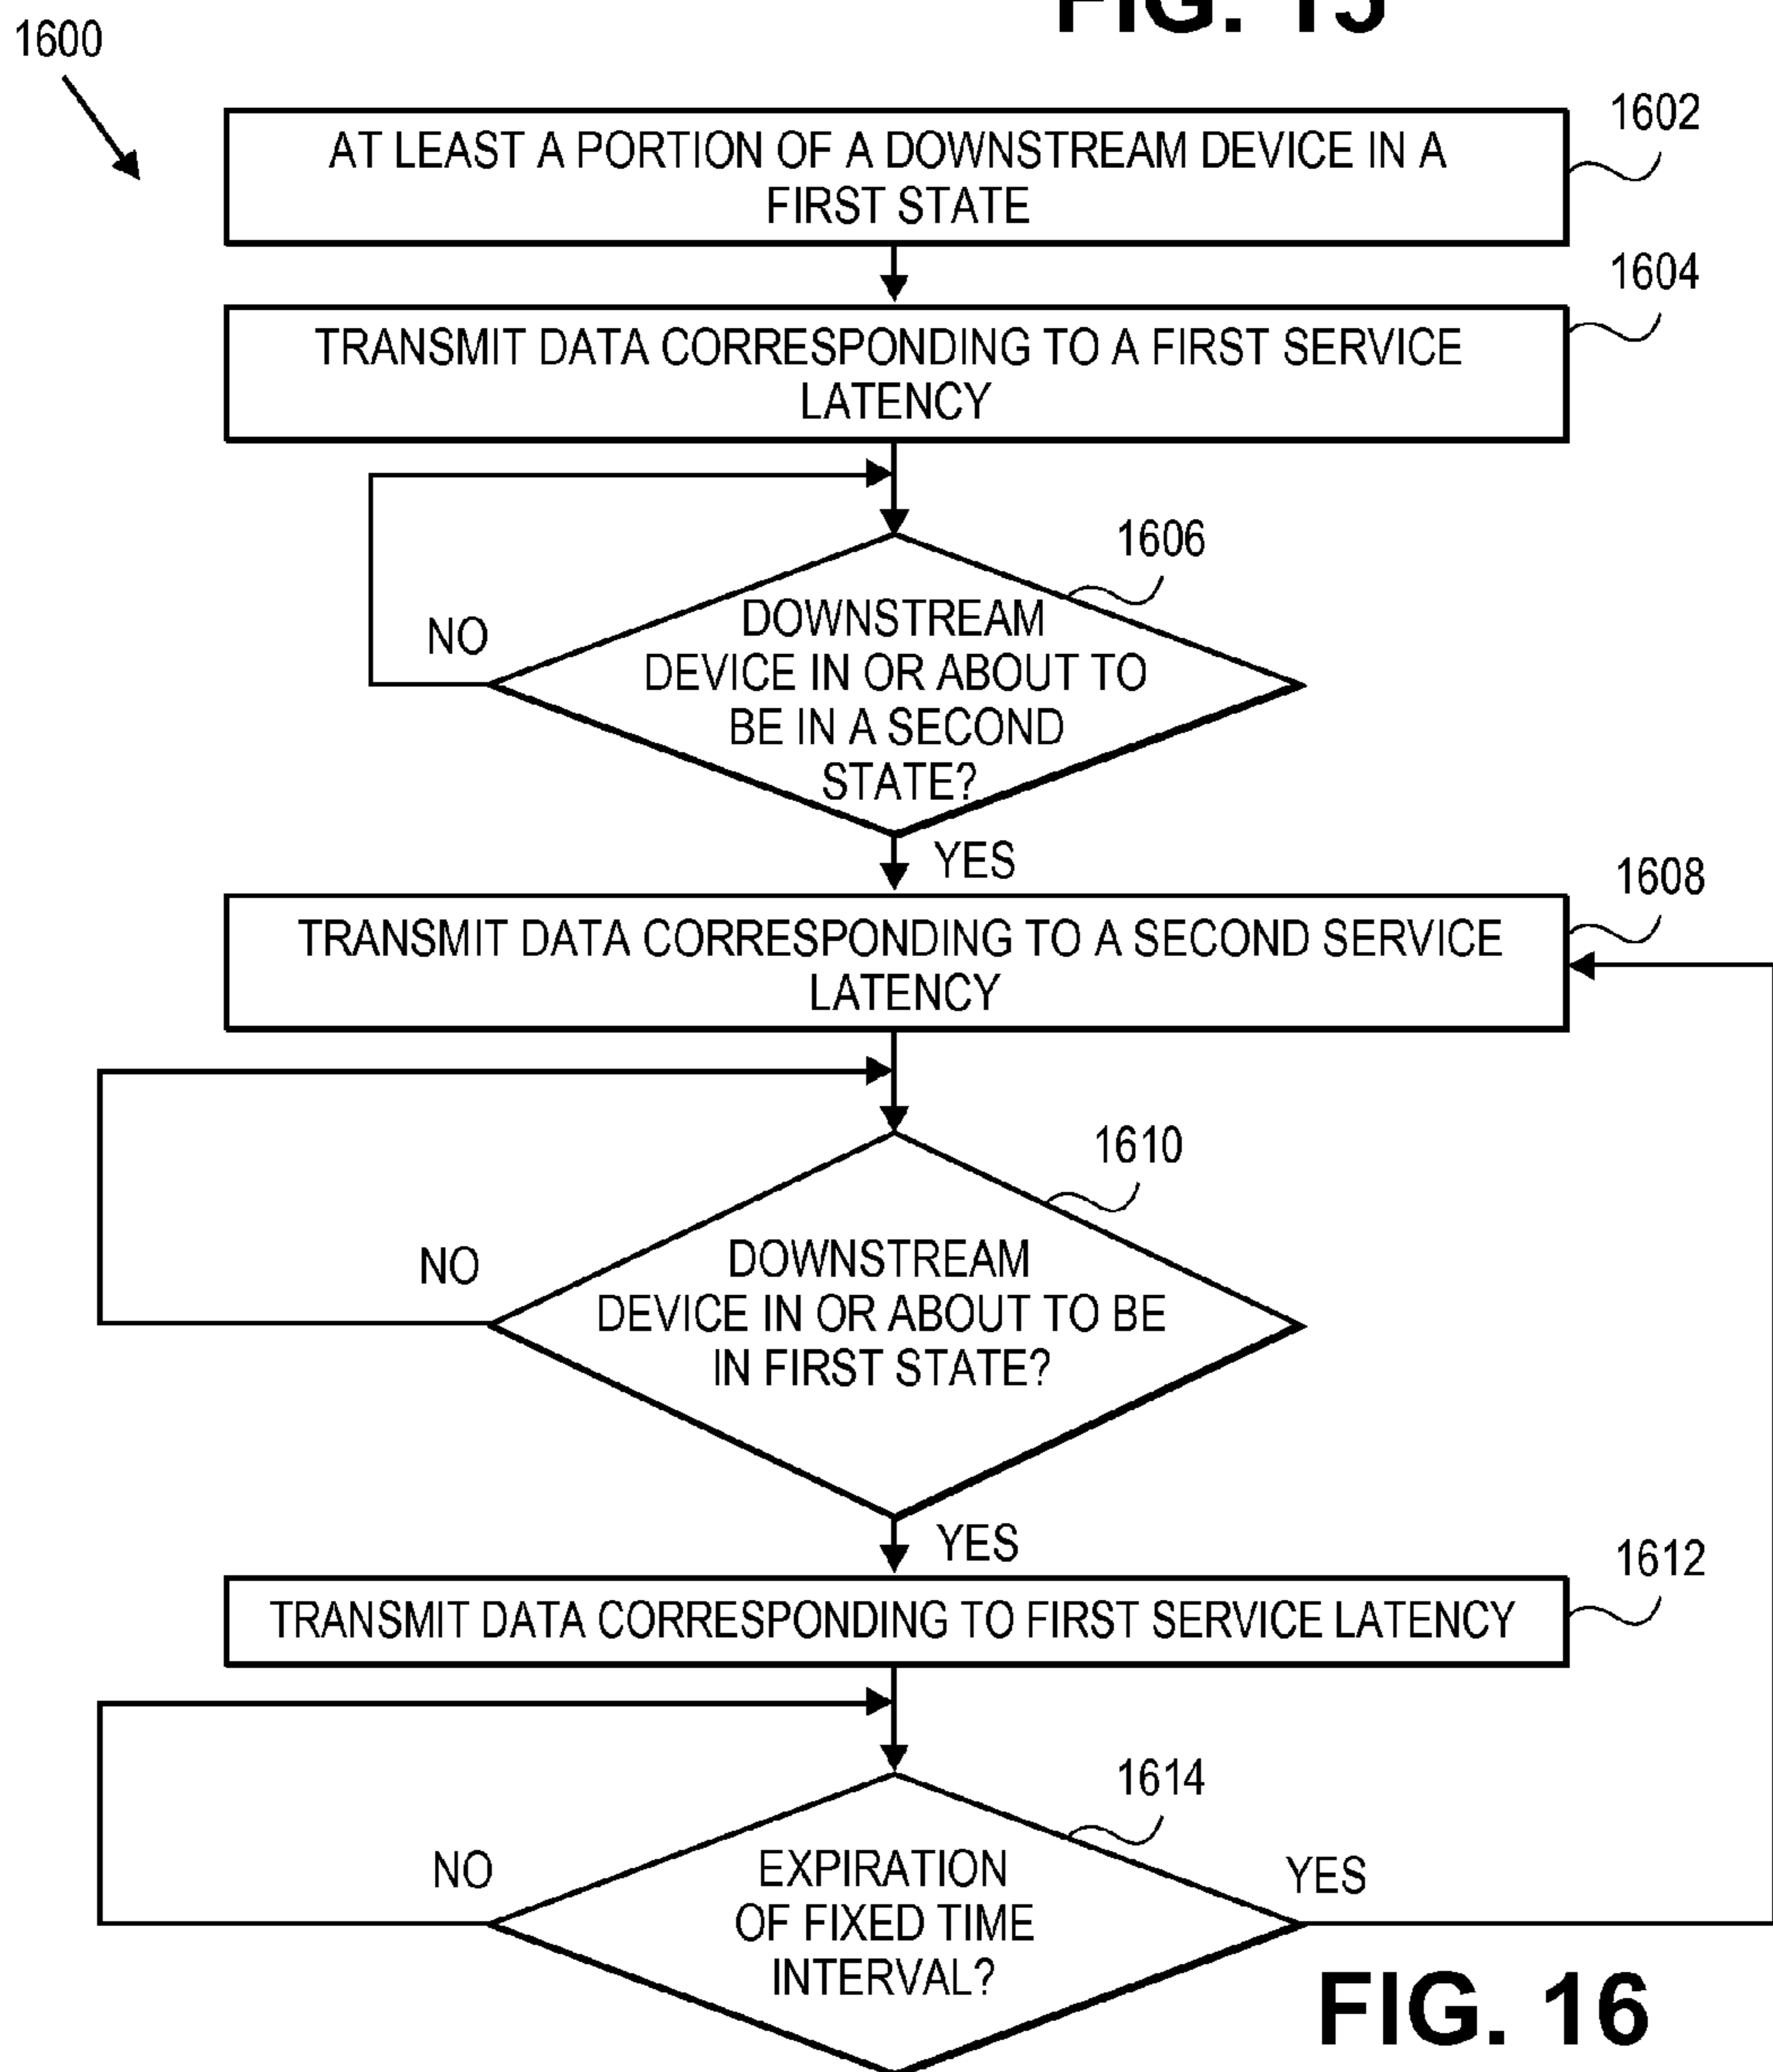 FIG. 15
1600
1602
AT LEAST A PORTION OF A DOWNSTREAM DEVICE IN A
FIRST STATE
1604
TRANSMIT DATA CORRESPONDING TO A FIRST SERVICE
LATENCY
1606
NO
DOWNSTREAM
DEVICE IN OR ABOUT TO
BE IN A SECOND
STATE?
YES
1608
TRANSMIT DATA CORRESPONDING TO A SECOND SERVICE
LATENCY
1610
NO
DOWNSTREAM
DEVICE IN OR ABOUT TO BE
IN FIRST STATE?
YES
1612
TRANSMIT DATA CORRESPONDING TO FIRST SERVICE LATENCY
1614
NO
EXPIRATION
OF FIXED TIME
INTERVAL?
YES
FIG. 16